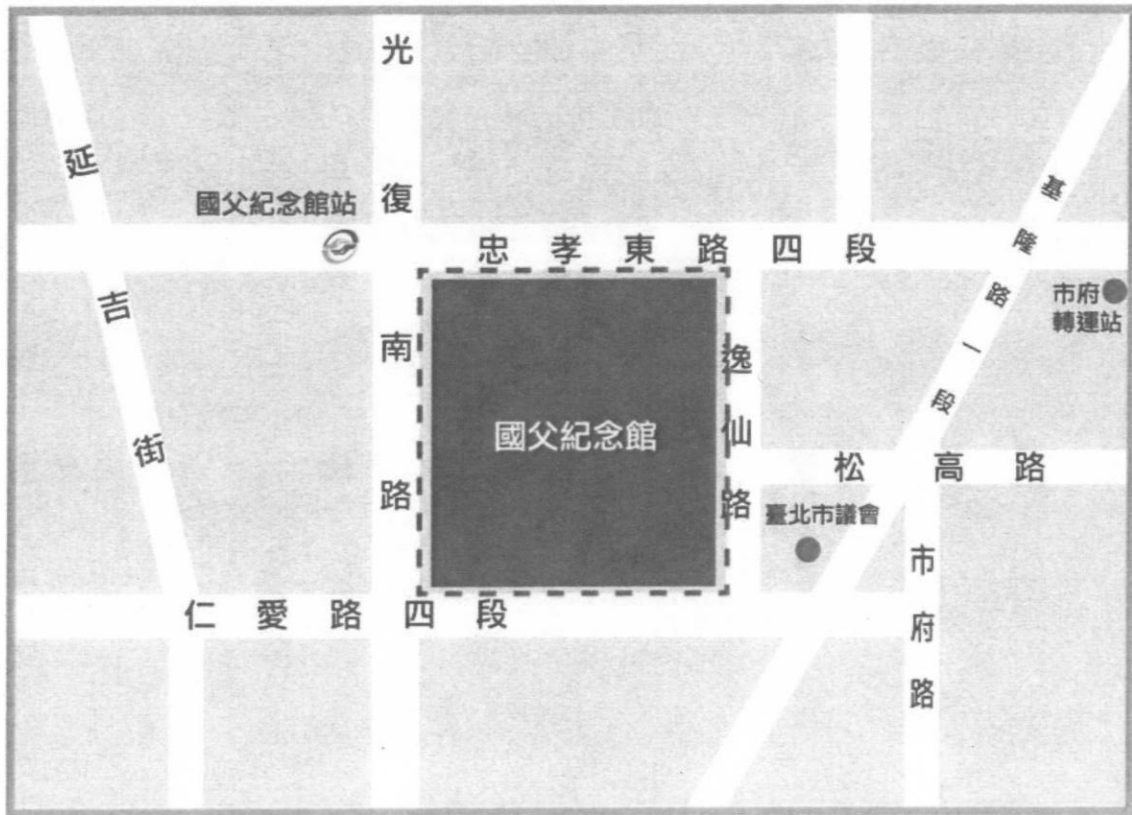 光復南路
延吉街
國父紀念館站
忠孝東路四段
基隆路一段
市府
轉運站
逸仙路
國父紀念館
松高路
臺北市議會
仁愛路四段
市府路